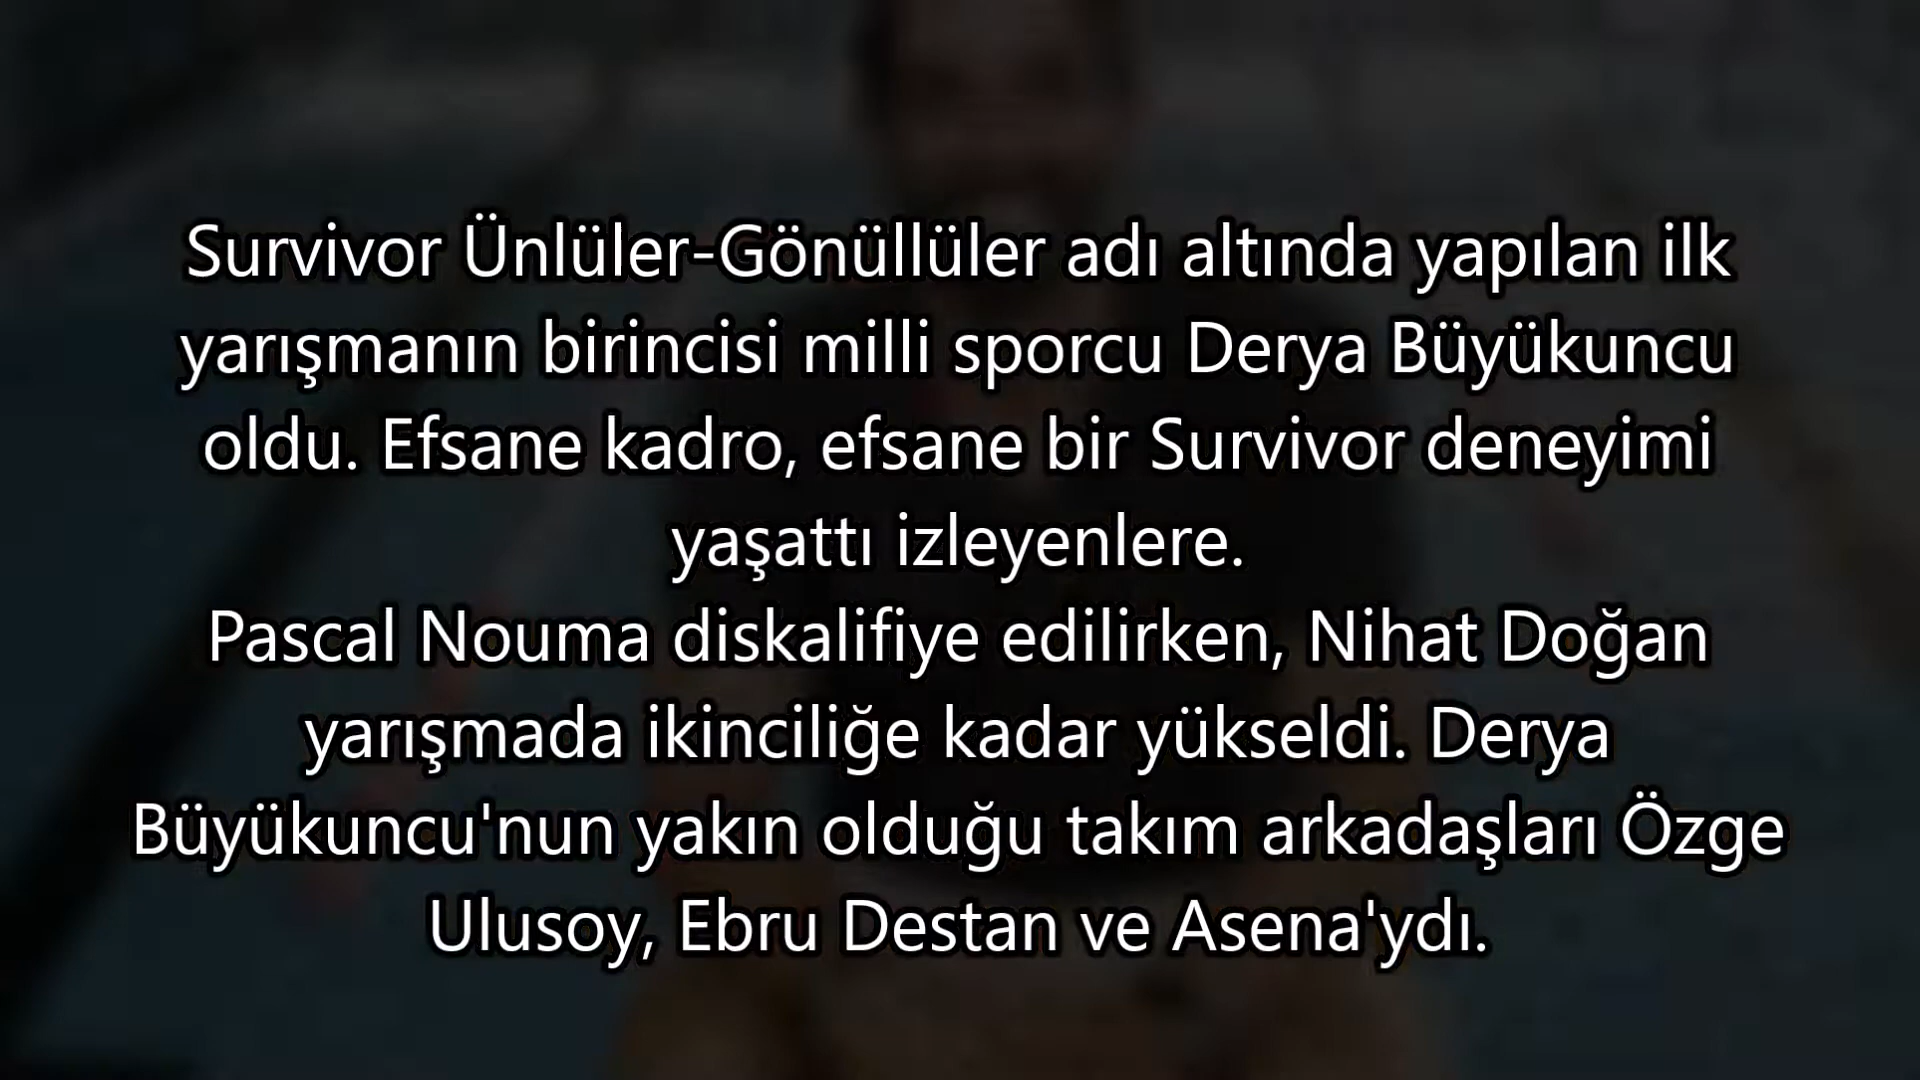 Survivor Ünlüler-Gönüllüler adı altında yapılan ilk
yarışmanın birincisi milli sporcu Derya Büyükuncu
oldu. Efsane kadro, efsane bir Survivor deneyimi
yaşattı izleyenlere.
Pascal Nouma diskalifiye edilirken, Nihat Doğan
yarışmada ikinciliğe kadar yükseldi. Derya
Büyükuncu'nun yakın olduğu takım arkadaşları Özge
Ulusoy, Ebru Destan ve Asena'ydı.